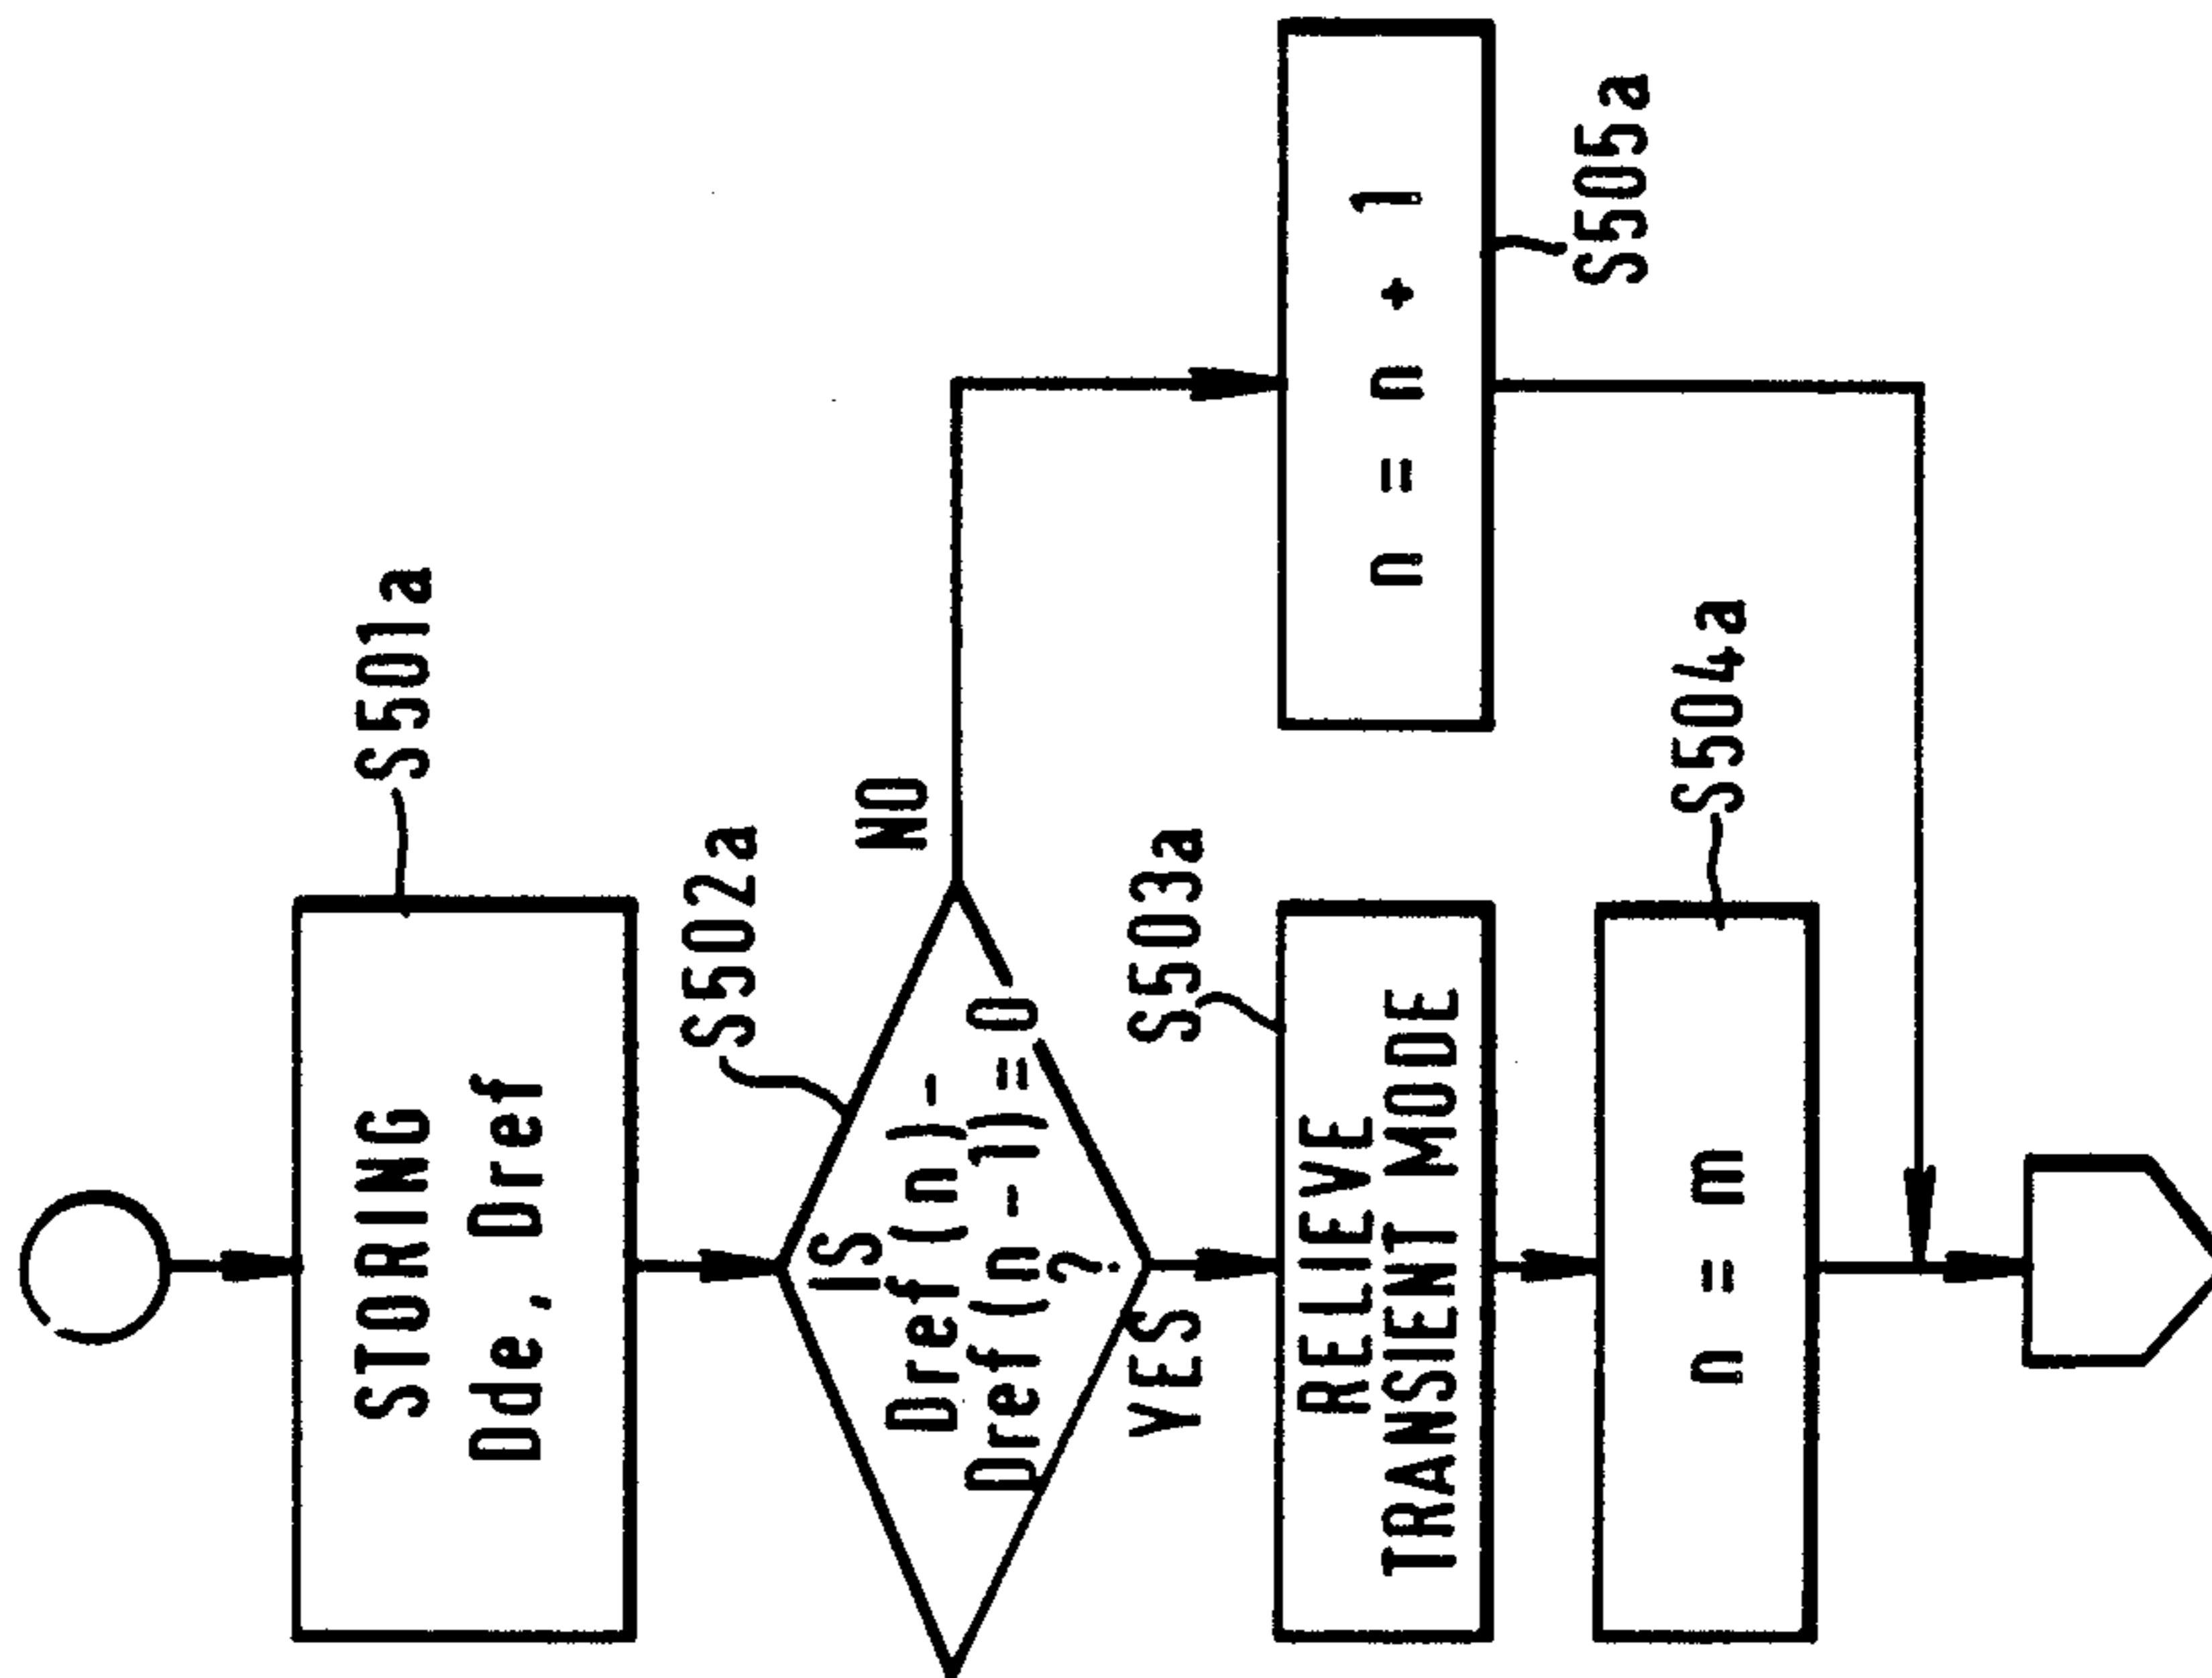 STORING
Dde, Dref
S501a
IS
Dref(n)-
Dref(n-1)=0
?
S502a
NO
YES
RELIEVE
TRANSIENT MODE
S503a
n = n + 1
S505a
n = m
S504a